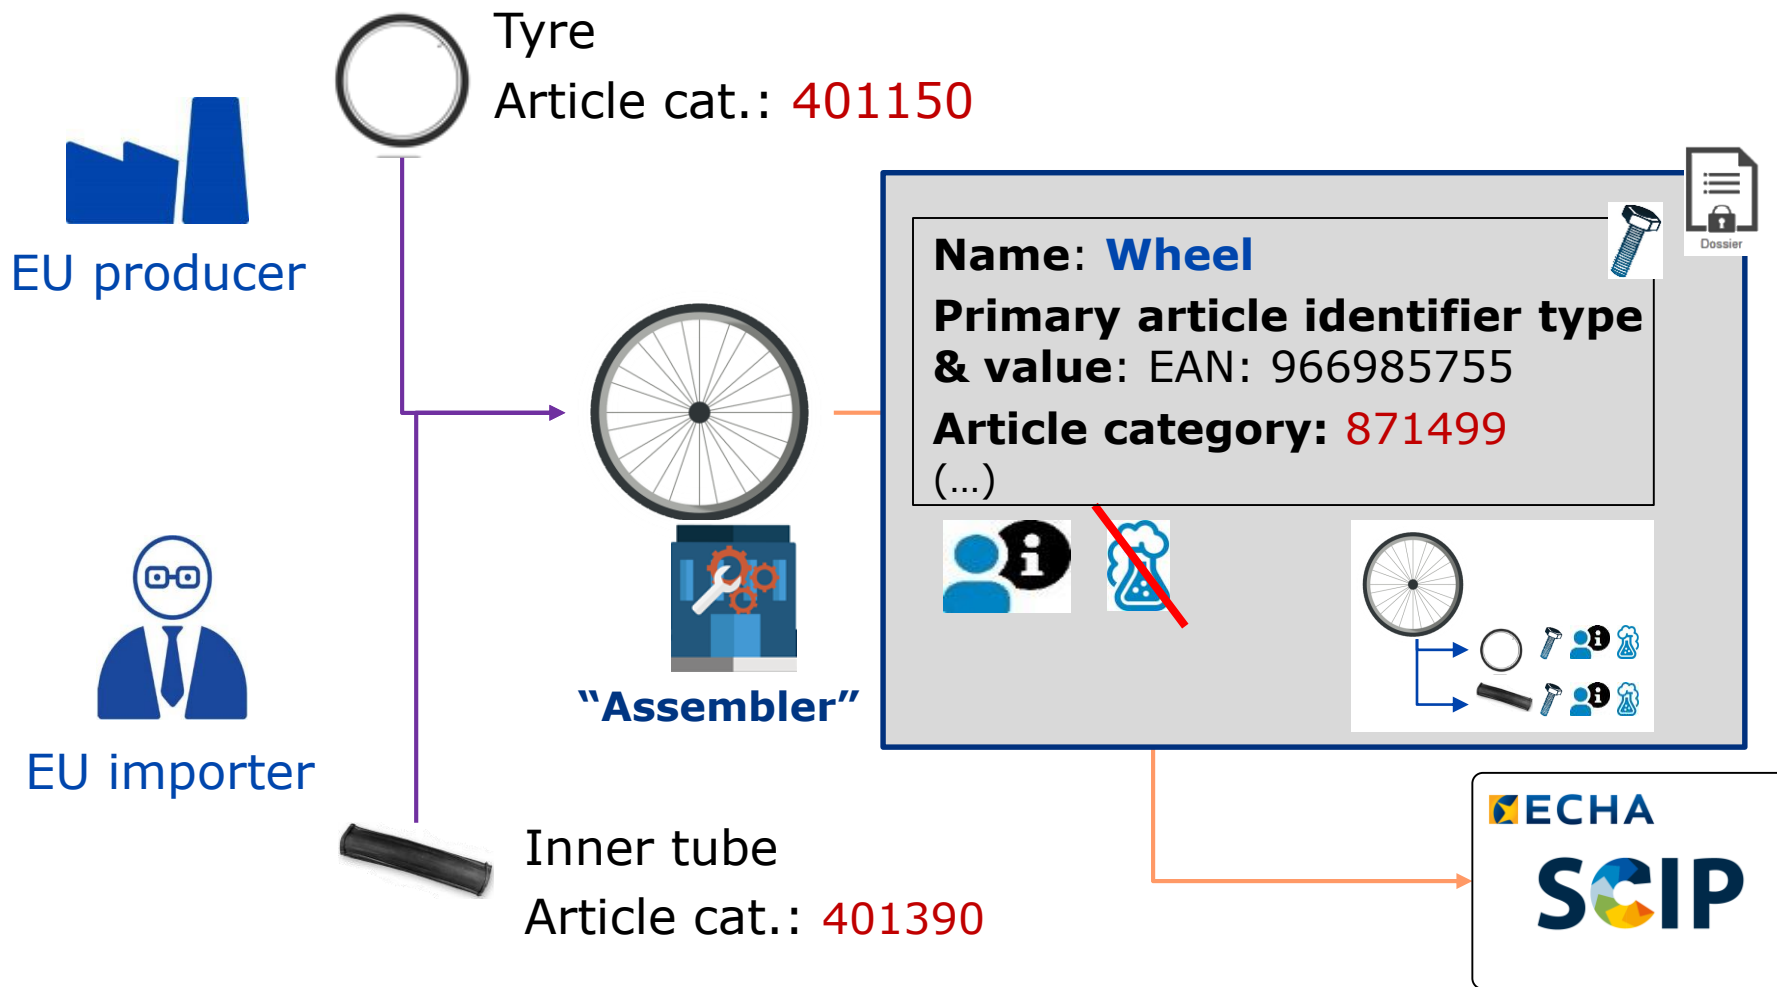 Tyre
Article cat.: 401150
EU producer
Dossier
Name: Wheel
Primary article identifier type
& value: EAN: 966985755
Article category: 871499
(…)
i
“Assembler”
i
i
EU importer
Inner tube
Article cat.: 401390
ECHA
SCIP